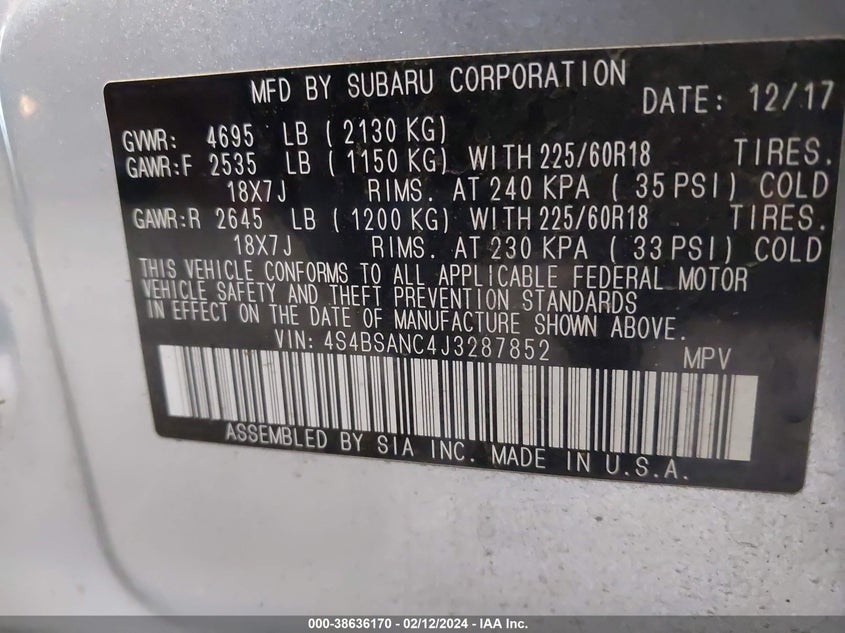 MFD BY SUBARU CORPORATION
DATE: 12/17
GVWR: 4695 LB ( 2130 KG)
GAWR:F 2535 LB ( 1150 KG) WITH 225/60R18 TIRES.
18X7J RIMS. AT 240 KPA ( 35 PSI) COLD
GAWR:R 2645 LB ( 1200 KG) WITH 225/60R18 TIRES.
18X7J RIMS. AT 230 KPA ( 33 PSI) COLD
THIS VEHICLE CONFORMS TO ALL APPLICABLE FEDERAL MOTOR
VEHICLE SAFETY AND THEFT PREVENTION STANDARDS
IN EFFECT ON THE DATE OF MANUFACTURE SHOWN ABOVE.
VIN: 4S4BSANC4J3287852 MPV
ASSEMBLED BY SIA INC. MADE IN U.S.A.
000-38636170 - 02/12/2024 - IAA Inc.